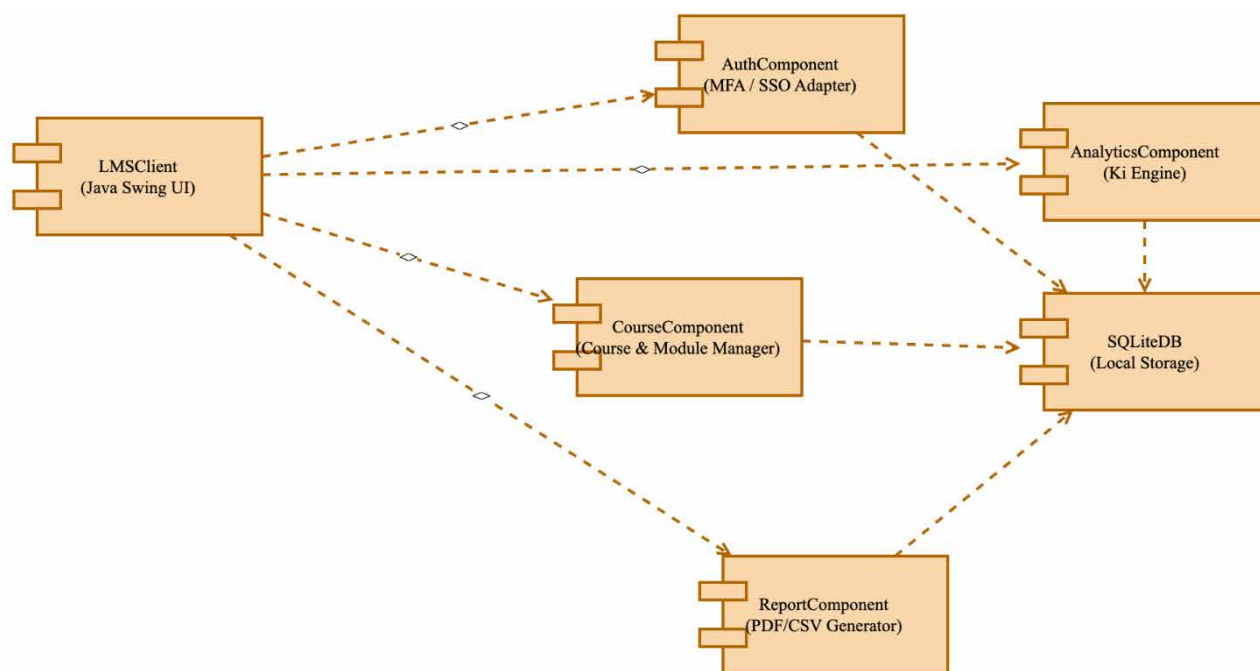 AuthComponent
(MFA / SSO Adapter)
LMSClient
(Java Swing UI)
AnalyticsComponent
(Ki Engine)
CourseComponent
(Course & Module Manager)
SQLiteDB
(Local Storage)
ReportComponent
(PDF/CSV Generator)